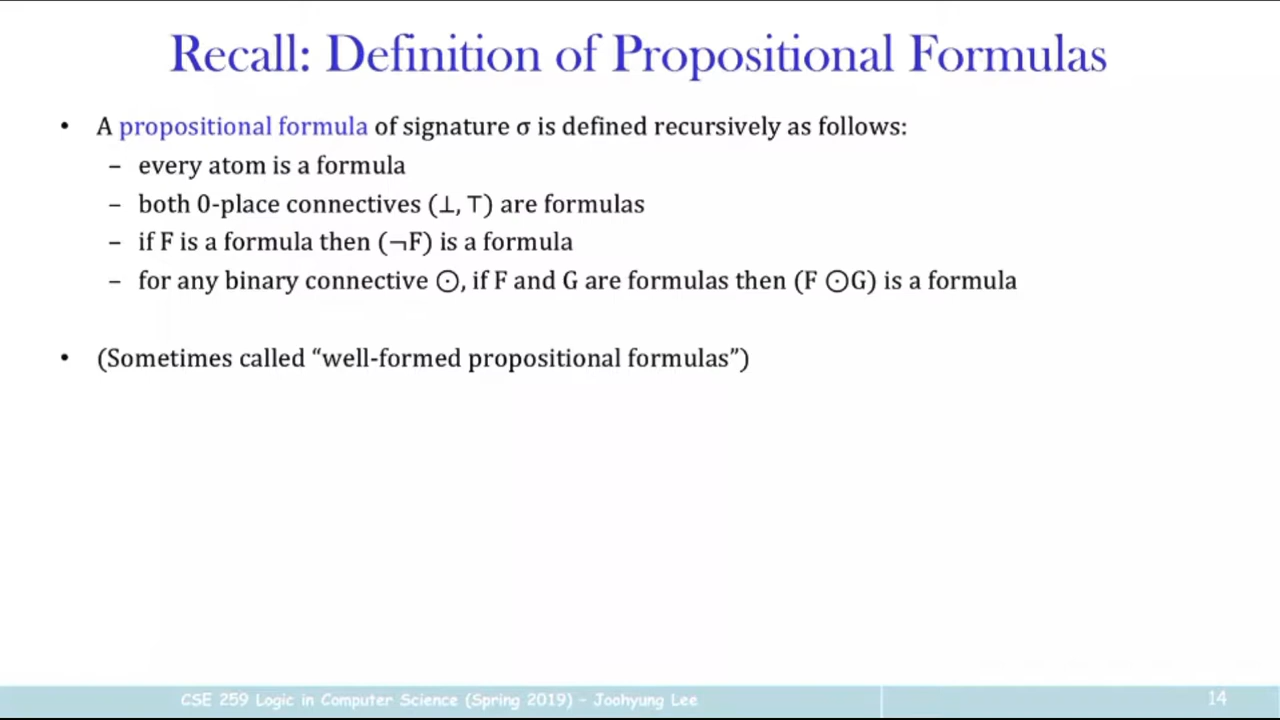 Recall: Definition of Propositional Formulas
• A propositional formula of signature σ is defined recursively as follows:
– every atom is a formula
– both 0-place connectives (⊥, ⊤) are formulas
– if F is a formula then (¬F) is a formula
– for any binary connective ⊙, if F and G are formulas then (F ⊙G) is a formula
• (Sometimes called “well-formed propositional formulas”)
CSE 259 Logic in Computer Science (Spring 2019) - Joohyung Lee
14